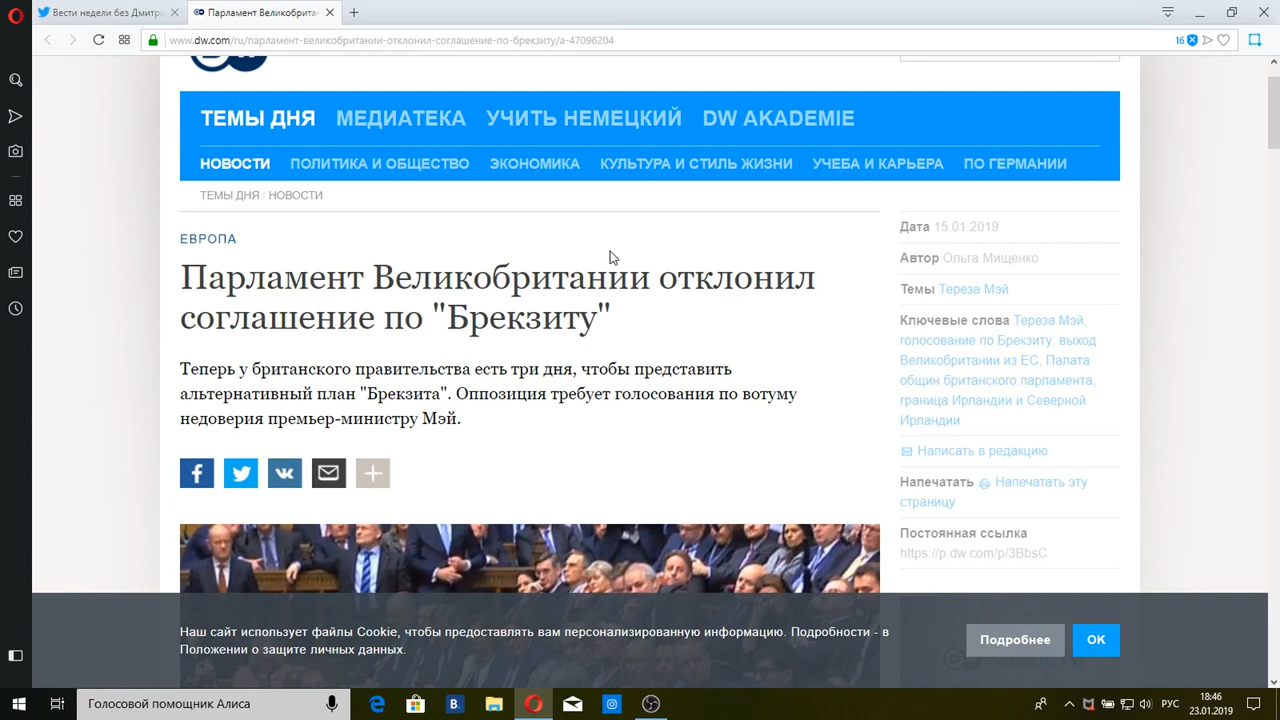 Вести недели без Дмитри
Парламент Великобритан
www.dw.com/ru/парламент-великобритании-отклонил-соглашение-по-брекзиту/a-47096204
16
ТЕМЫ ДНЯ МЕДИАТЕКА УЧИТЬ НЕМЕЦКИЙ DW AKADEMIE
НОВОСТИ ПОЛИТИКА И ОБЩЕСТВО ЭКОНОМИКА КУЛЬТУРА И СТИЛЬ ЖИЗНИ УЧЕБА И КАРЬЕРА ПО ГЕРМАНИИ
ТЕМЫ ДНЯ / НОВОСТИ
ЕВРОПА
Парламент Великобритании отклонил
соглашение по "Брекзиту"
Теперь у британского правительства есть три дня, чтобы представить
альтернативный план "Брекзита". Оппозиция требует голосования по вотуму
недоверия премьер-министру Мэй.
Дата 15.01.2019
Автор Ольга Мищенко
Темы Тереза Мэй
Ключевые слова Тереза Мэй,
голосование по Брекзиту, выход
Великобритании из ЕС, Палата
общин британского парламента,
граница Ирландии и Северной
Ирландии
Написать в редакцию
Напечатать Напечатать эту
страницу
Постоянная ссылка
https://p.dw.com/p/3BbsC
Наш сайт использует файлы Cookie, чтобы предоставлять вам персонализированную информацию. Подробности - в
Положении о защите личных данных.
Подробнее
OK
Голосовой помощник Алиса
B.
РУС
18:46
23.01.2019